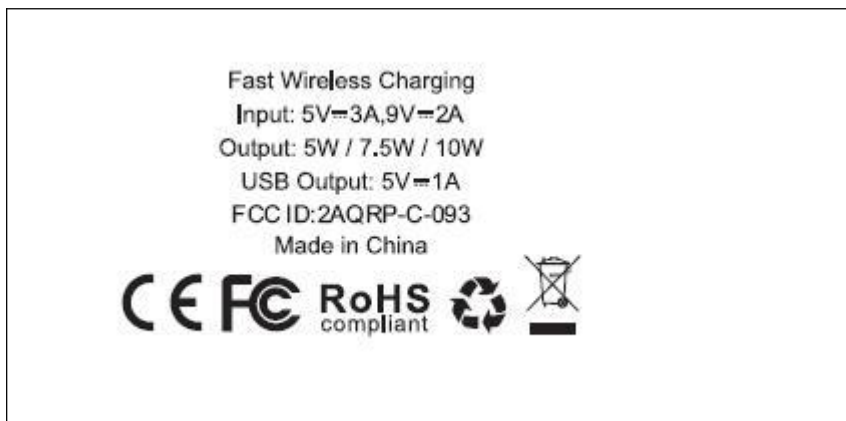 Fast Wireless Charging
Input: 5V⎓3A,9V⎓2A
Output: 5W / 7.5W / 10W
USB Output: 5V⎓1A
FCC ID:2AQRP-C-093
Made in China
CE FC RoHS
compliant